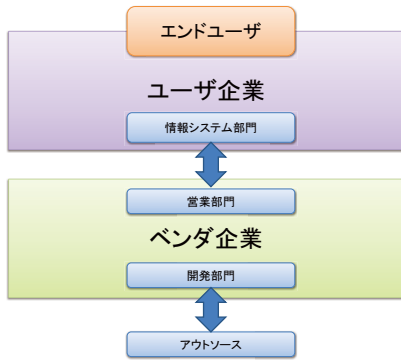 エンドユーザ
ユーザ企業
情報システム部門
営業部門
ベンダ企業
開発部門
アウトソース